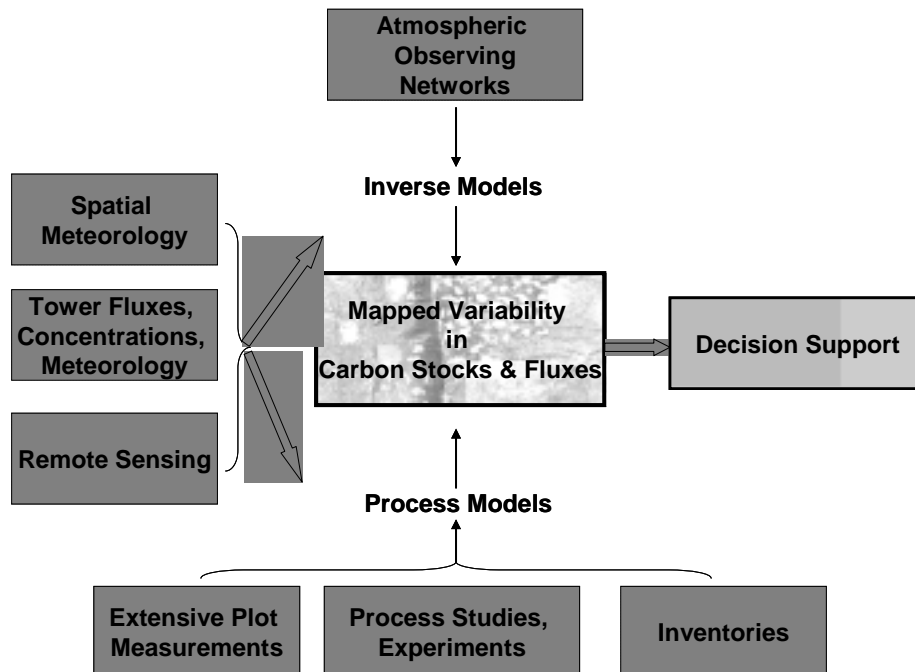 Atmospheric
Observing
Networks
Inverse Models
Spatial
Meteorology
Tower Fluxes,
Concentrations,
Meteorology
Remote Sensing
Mapped Variability
in
Carbon Stocks & Fluxes
Decision Support
Process Models
Extensive Plot
Measurements
Process Studies,
Experiments
Inventories